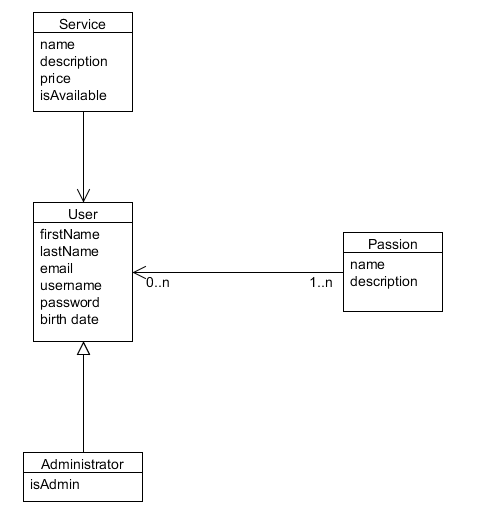 Service
name
description
price
isAvailable
User
firstName
lastName
email
username
password
birth date
0..n
1..n
Passion
name
description
Administrator
isAdmin